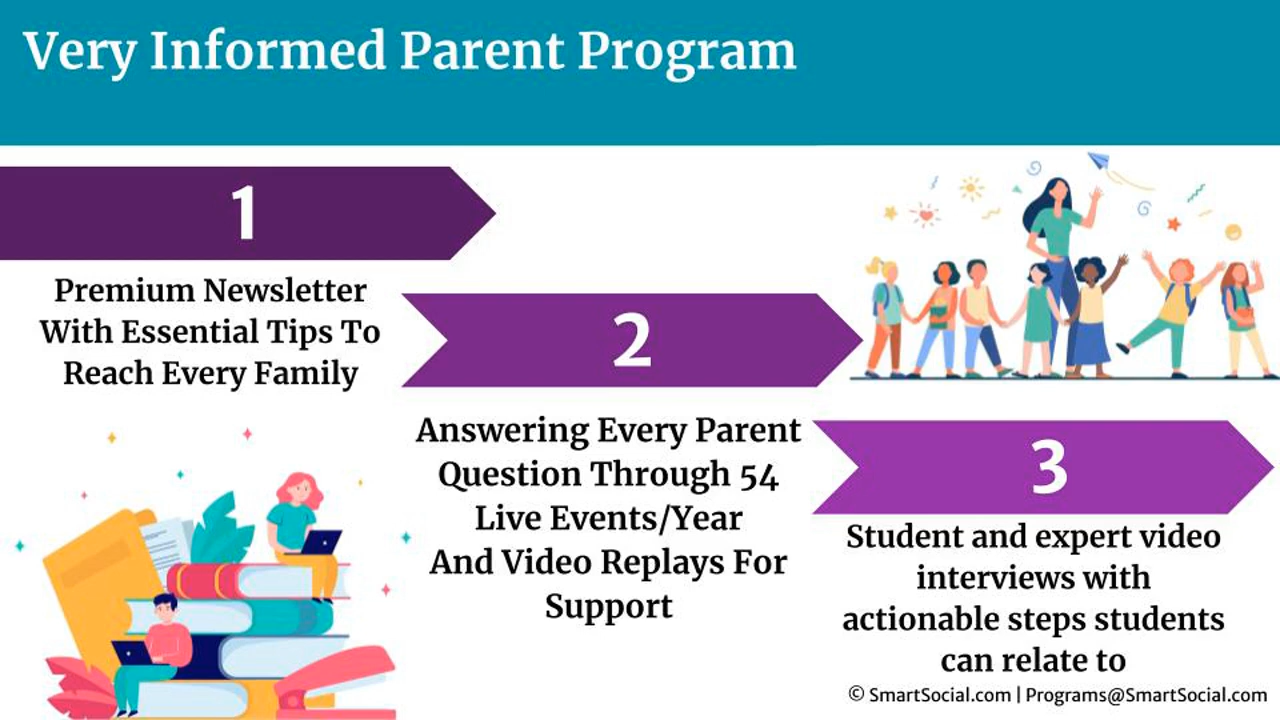 Very Informed Parent Program
1
Premium Newsletter
With Essential Tips To
Reach Every Family
2
Answering Every Parent
Question Through 54
Live Events/Year
And Video Replays For
Support
3
Student and expert video
interviews with
actionable steps students
can relate to
© SmartSocial.com | Programs@SmartSocial.com